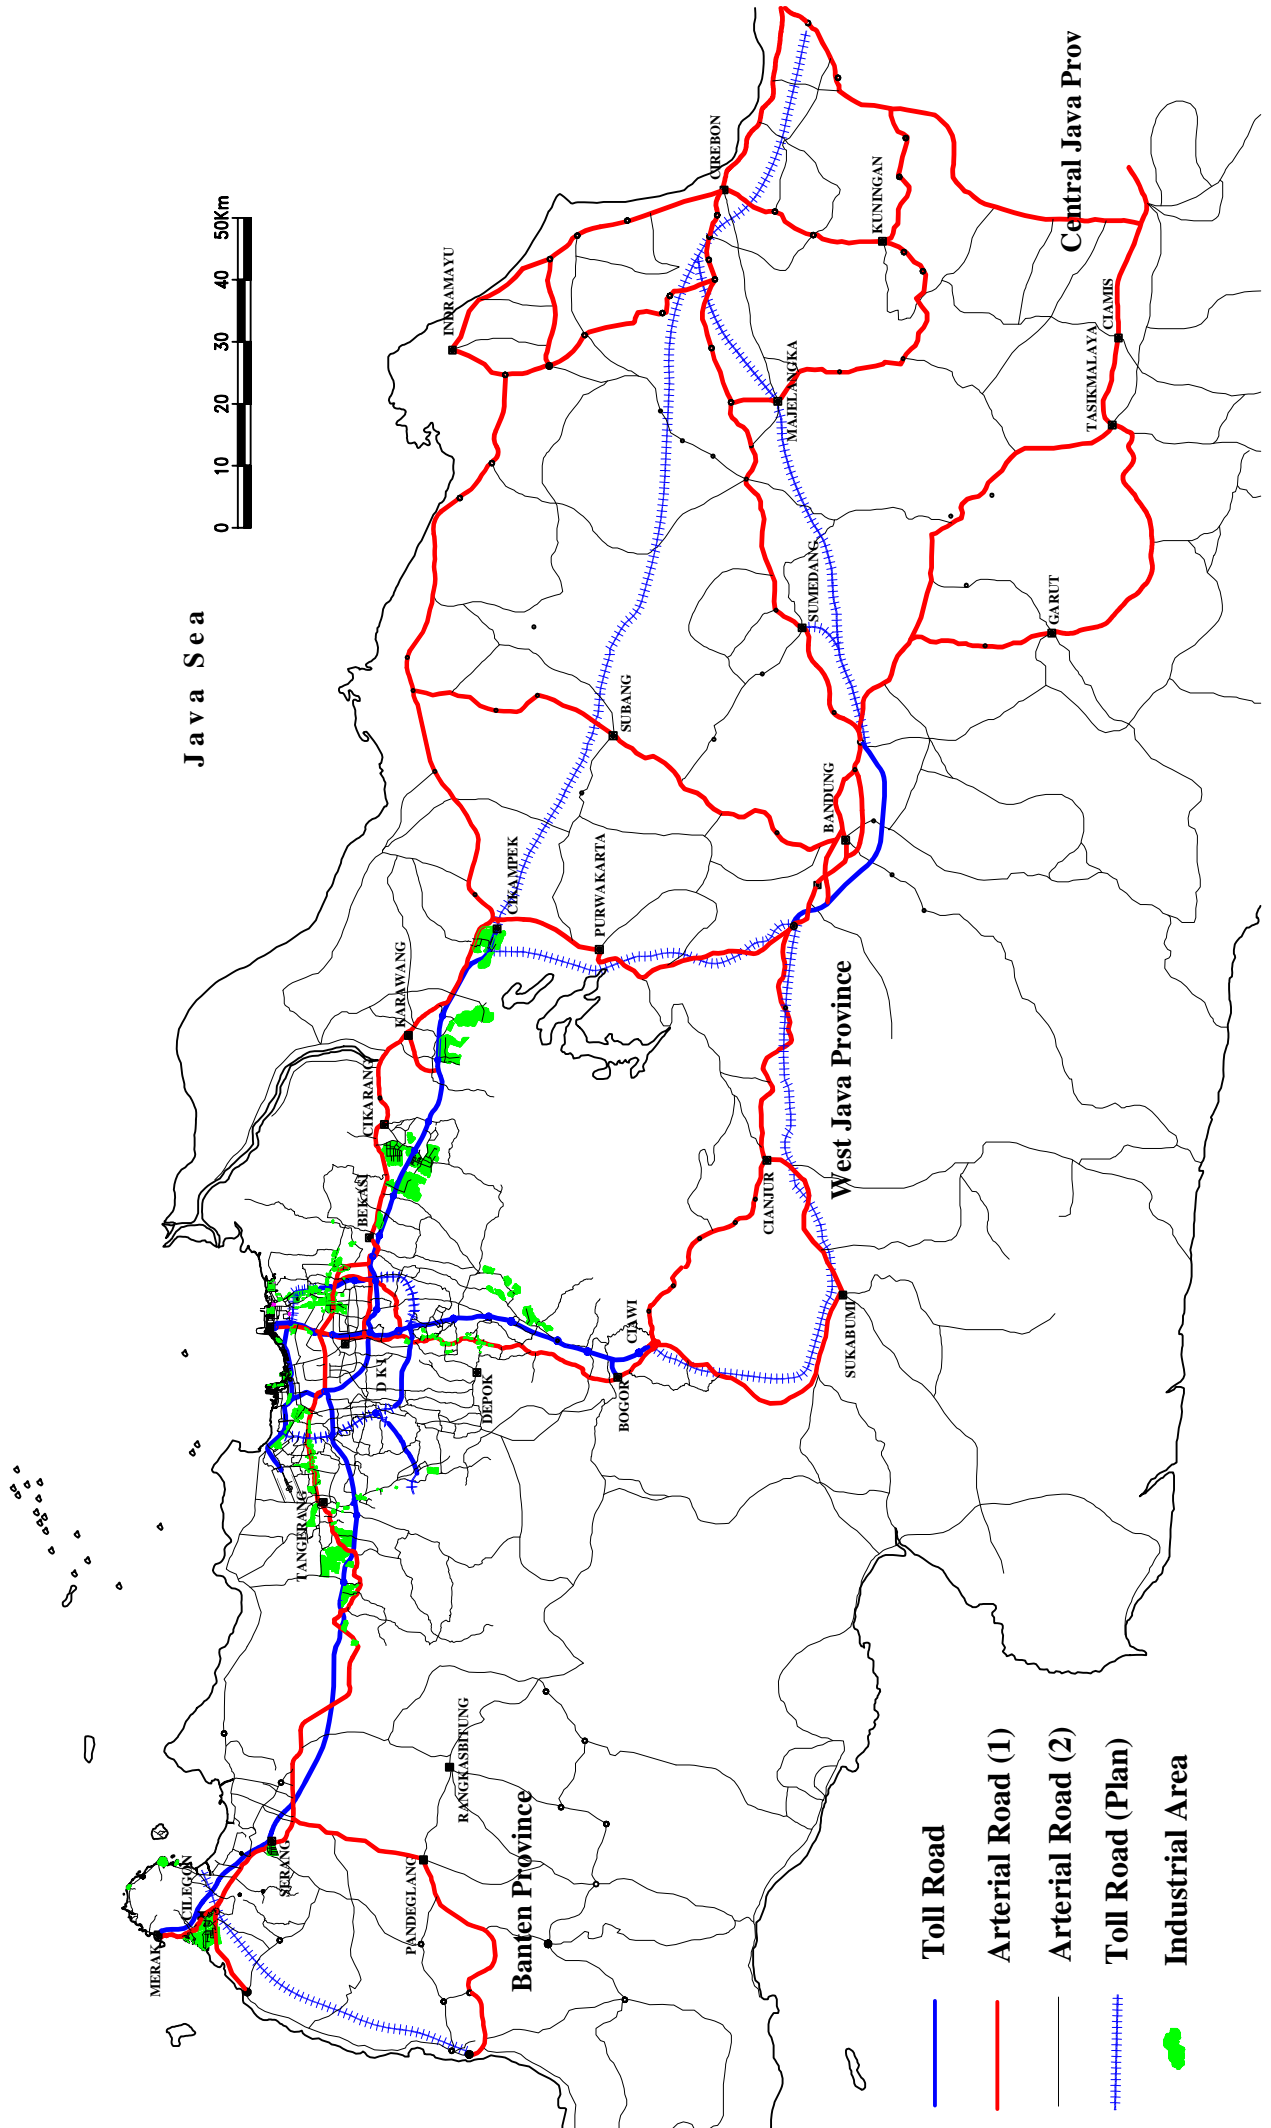 Java Sea
0 10 20 30 40 50Km
MERAK
CILEGON
SERANG
PANDEGLANG
RANGKASBITUNG
Banten Province
TANGERANG
DKI
DEPOK
BEKASI
CIKARANG
KARAWANG
CIKAMPEK
PURWAKARTA
SUBANG
INDRAMAYU
CIREBON
KUNINGAN
MAJELANGKA
SUMEDANG
BANDUNG
BOGOR
CIAWI
CIANJUR
SUKABUMI
West Java Province
GARUT
TASIKMALAYA
CIAMIS
Central Java Prov
Toll Road
Arterial Road (1)
Arterial Road (2)
Toll Road (Plan)
Industrial Area